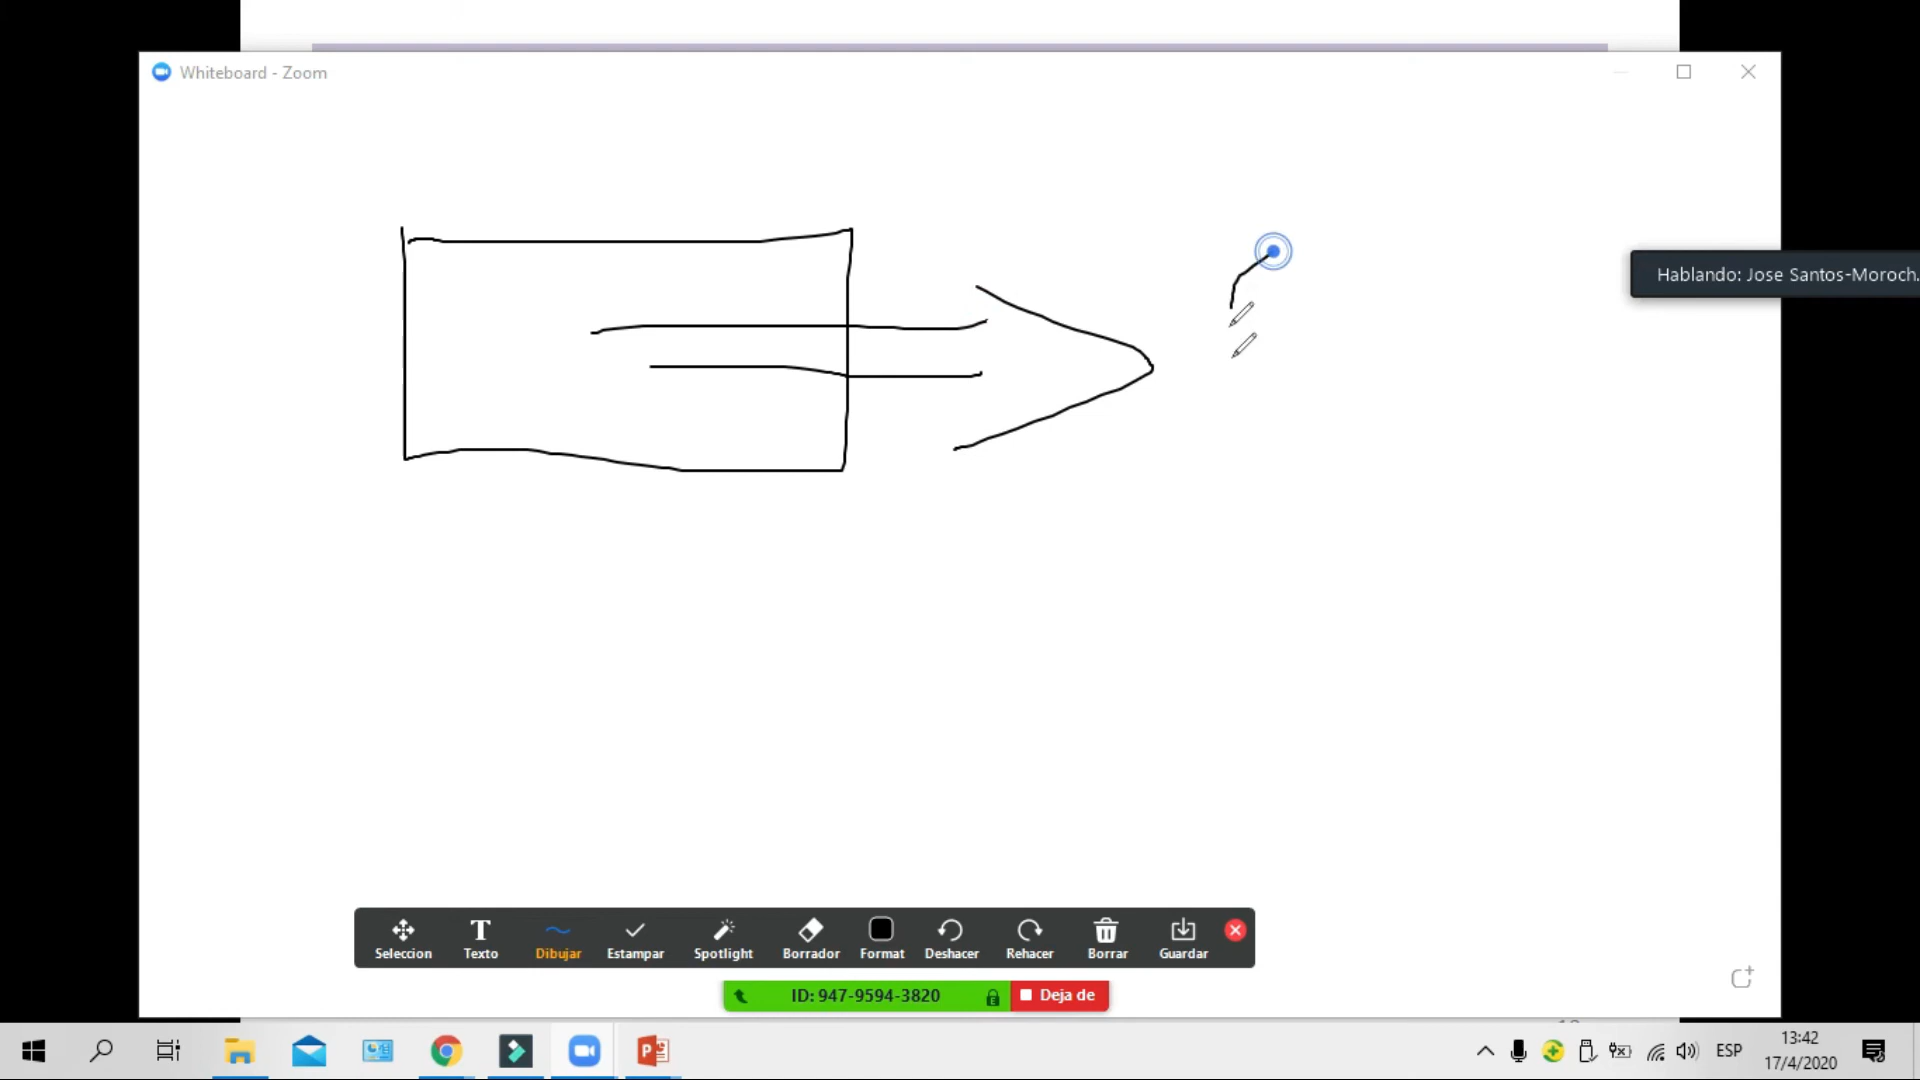 Whiteboard - Zoom
Hablando: Jose Santos-Moroch...
Seleccion
Texto
Dibujar
Estampar
Spotlight
Borrador
Format
Deshacer
Rehacer
Borrar
Guardar
ID: 947-9594-3820
Deja de
ESP
13:42
17/4/2020